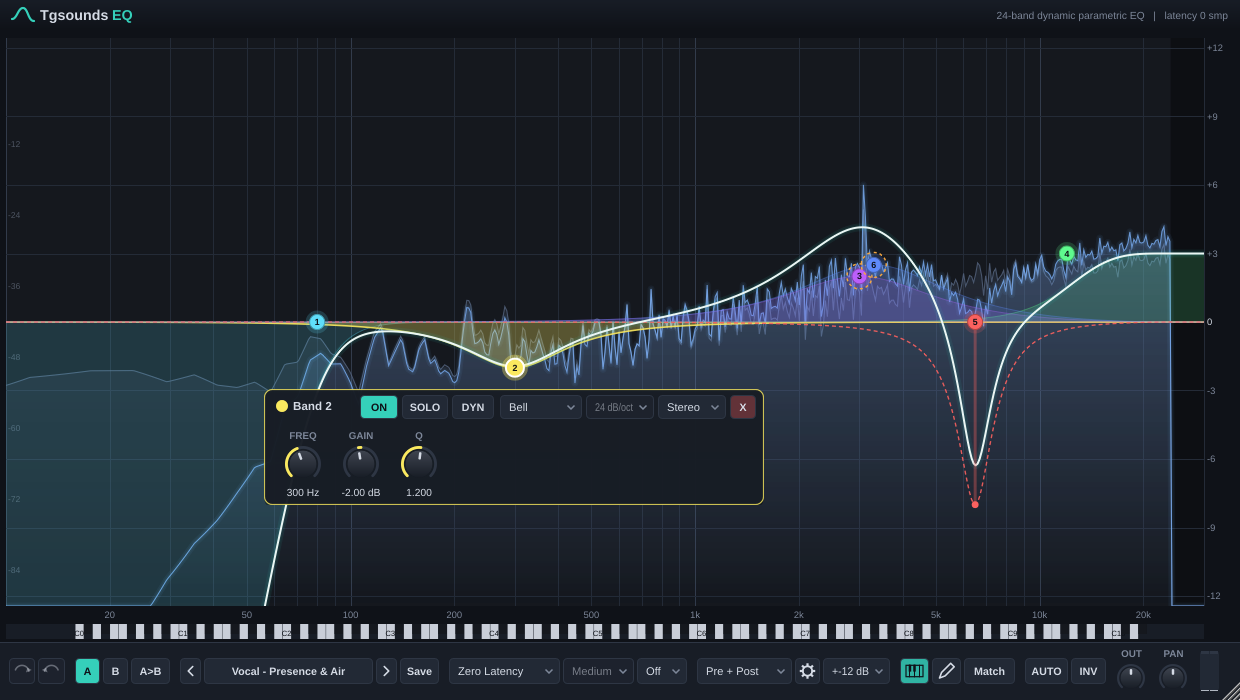 Tgsounds EQ
24-band dynamic parametric EQ | latency 0 smp
+12
+9
-12
+6
-24
+3
-36
3
6
4
1
5
0
-48
2
-3
Band 2 ON SOLO DYN Bell 24 dB/oct Stereo X
-60
FREQ GAIN Q
-6
-72
300 Hz -2.00 dB 1.200
-9
-84
-12
20 50 100 200 500 1k 2k 5k 10k 20k
C0 C1 C2 C3 C4 C5 C6 C7 C8 C9 C1
OUT PAN
A B A>B Vocal - Presence & Air Save Zero Latency Medium Off Pre + Post +-12 dB Match AUTO INV